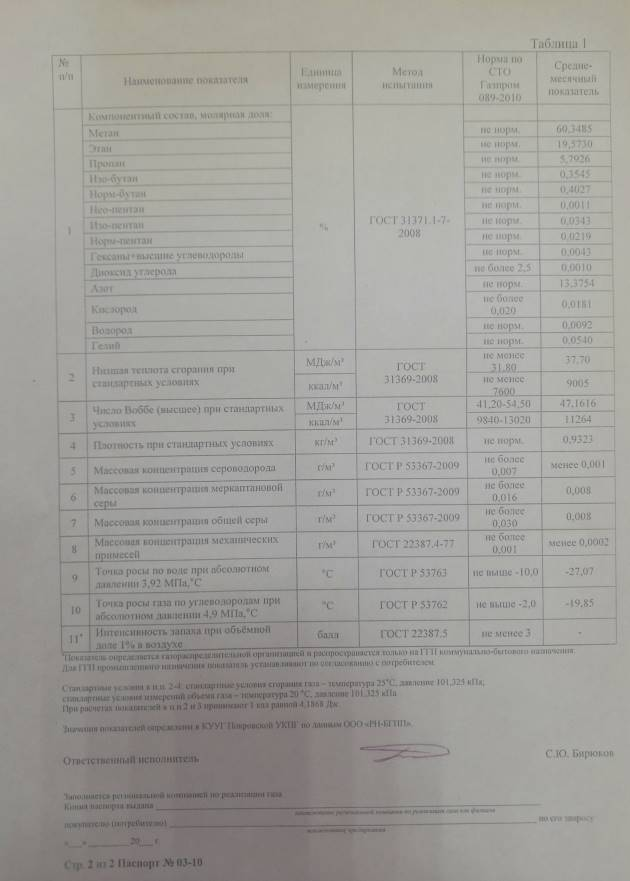 Таблица 1
№ п/п | Наименование показателя | Единица измерения | Метод испытания | Норма по СТО Газпром 089-2010 | Средне-месячный показатель
1 | Компонентный состав, молярная доля: | % | ГОСТ 31371.1-7-2008
Метан | не норм. | 60,3485
Этан | не норм. | 19,5730
Пропан | не норм. | 5,7926
Изо-бутан | не норм. | 0,3545
Норм-бутан | не норм. | 0,4027
Нео-пентан | не норм. | 0,0011
Изо-пентан | не норм. | 0,0343
Норм-пентан | не норм. | 0,0219
Гексаны+высшие углеводороды | не норм. | 0,0043
Диоксид углерода | не более 2,5 | 0,0010
Азот | не норм. | 13,3754
Кислород | не более 0,020 | 0,0181
Водород | не норм. | 0,0092
Гелий | не норм. | 0,0540
2 | Низшая теплота сгорания при стандартных условиях | МДж/м³ | ГОСТ 31369-2008 | не менее 31,80 | 37,70
ккал/м³ | не менее 7600 | 9005
3 | Число Воббе (высшее) при стандартных условиях | МДж/м³ | ГОСТ 31369-2008 | 41,20-54,50 | 47,1616
ккал/м³ | 9840-13020 | 11264
4 | Плотность при стандартных условиях | кг/м³ | ГОСТ 31369-2008 | не норм. | 0,9323
5 | Массовая концентрация сероводорода | г/м³ | ГОСТ Р 53367-2009 | не более 0,007 | менее 0,001
6 | Массовая концентрация меркаптановой серы | г/м³ | ГОСТ Р 53367-2009 | не более 0,016 | 0,008
7 | Массовая концентрация общей серы | г/м³ | ГОСТ Р 53367-2009 | не более 0,030 | 0,008
8 | Массовая концентрация механических примесей | г/м³ | ГОСТ 22387.4-77 | не более 0,001 | менее 0,0002
9 | Точка росы по воде при абсолютном давлении 3,92 МПа,°С | °С | ГОСТ Р 53763 | не выше -10,0 | -27,07
10 | Точка росы газа по углеводородам при абсолютном давлении 4,9 МПа,°С | °С | ГОСТ Р 53762 | не выше -2,0 | -19,85
11* | Интенсивность запаха при объёмной доле 1% в воздухе | балл | ГОСТ 22387.5 | не менее 3 | -
*Показатель определяется газораспределительной организацией и распространяется только на ГГП коммунально-бытового назначения.
Для ГГП промышленного назначения показатель устанавливают по согласованию с потребителем
Стандартные условия в п.п. 2-4: стандартные условия сгорания газа – температура 25°С, давление 101,325 кПа;
стандартные условия измерений объема газа – температура 20 °С, давление 101,325 кПа
При расчетах показателей в п.п.2 и 3 принимают 1 кал равной 4,1868 Дж
Значения показателей определены в КУУГ Покровской УКПГ по данным ООО «РН-БГПП».
Ответственный исполнитель С.Ю. Бирюков
Заполняется региональной компанией по реализации газа
Копия паспорта выдана
наименование региональной компании по реализации газа или филиала
покупателю (потребителю) по его запросу
наименование предприятия
«___» ________ 20___ г.
Стр. 2 из 2 Паспорт № 03-10